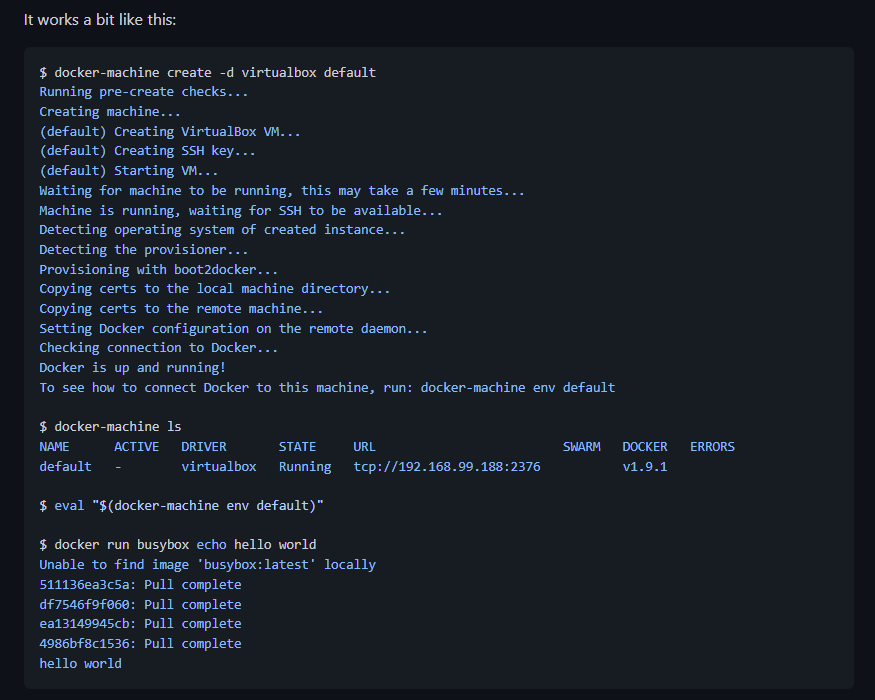 It works a bit like this:
$ docker-machine create -d virtualbox default
Running pre-create checks...
Creating machine...
(default) Creating VirtualBox VM...
(default) Creating SSH key...
(default) Starting VM...
Waiting for machine to be running, this may take a few minutes...
Machine is running, waiting for SSH to be available...
Detecting operating system of created instance...
Detecting the provisioner...
Provisioning with boot2docker...
Copying certs to the local machine directory...
Copying certs to the remote machine...
Setting Docker configuration on the remote daemon...
Checking connection to Docker...
Docker is up and running!
To see how to connect Docker to this machine, run: docker-machine env default
$ docker-machine ls
NAME ACTIVE DRIVER STATE URL SWARM DOCKER ERRORS
default - virtualbox Running tcp://192.168.99.188:2376 v1.9.1
$ eval "$(docker-machine env default)"
$ docker run busybox echo hello world
Unable to find image 'busybox:latest' locally
511136ea3c5a: Pull complete
df7546f9f060: Pull complete
ea13149945cb: Pull complete
4986bf8c1536: Pull complete
hello world